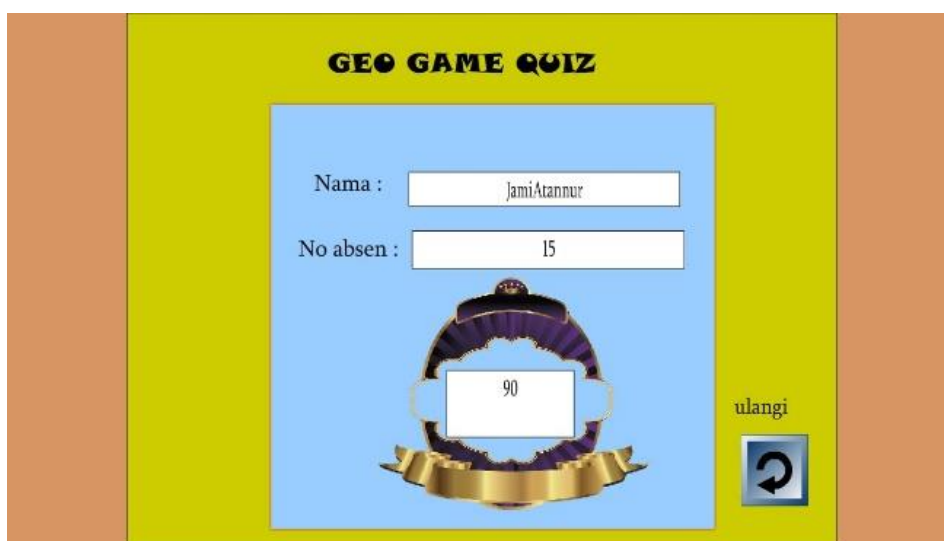 GEO GAME QUIZ
Nama : JamiAtannur
No absen : 15
90
ulangi